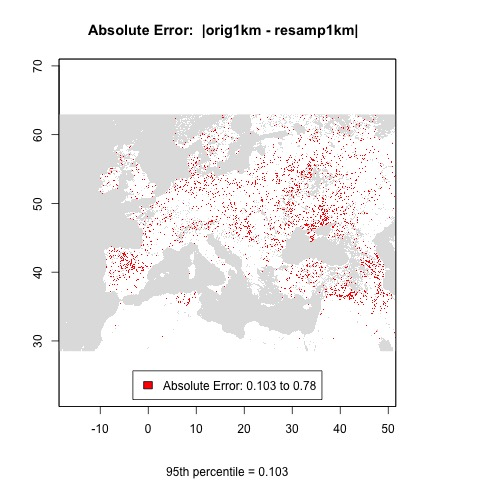 Absolute Error:  |orig1km - resamp1km|
70
60
50
40
30
Absolute Error: 0.103 to 0.78
-10 0 10 20 30 40 50
95th percentile = 0.103